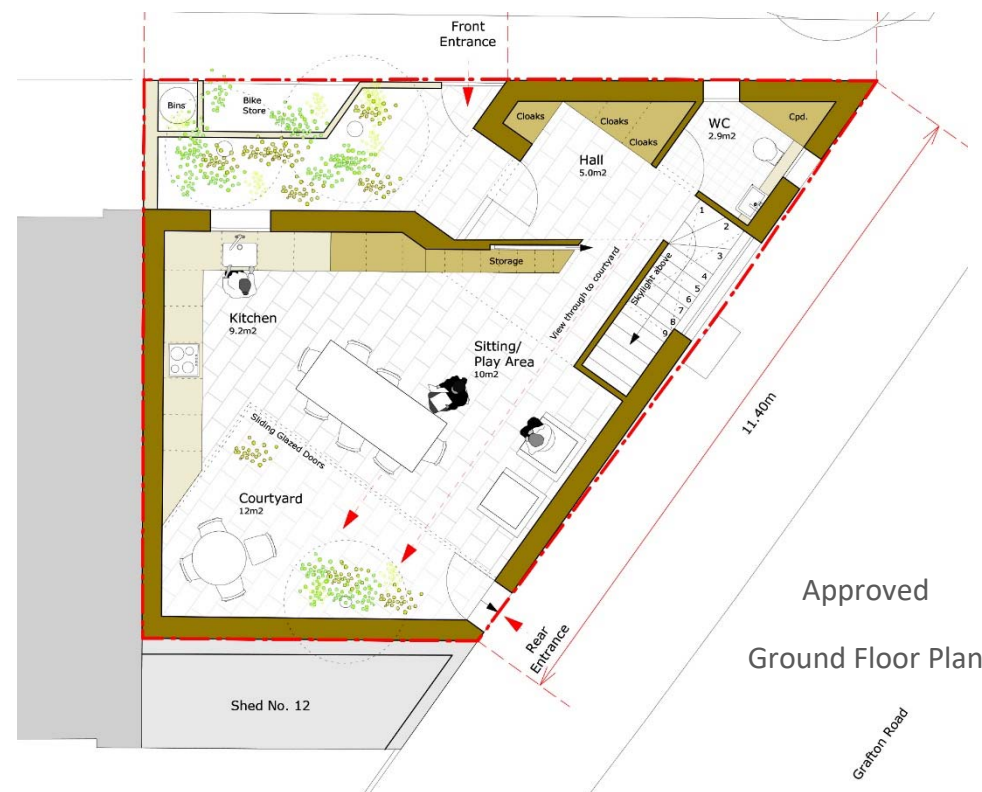 Front
Entrance
Bins
Bike
Store
Cloaks
Cloaks
Cloaks
WC
2.9m2
Cpd.
Hall
5.0m2
1
2
3
4
5
6
7
8
9
Storage
Skylight above
View through to courtyard
Kitchen
9.2m2
Sitting/
Play Area
10m2
Sliding Glazed Doors
11.40m
Courtyard
12m2
Rear
Entrance
Approved
Ground Floor Plan
Shed No. 12
Grafton Road